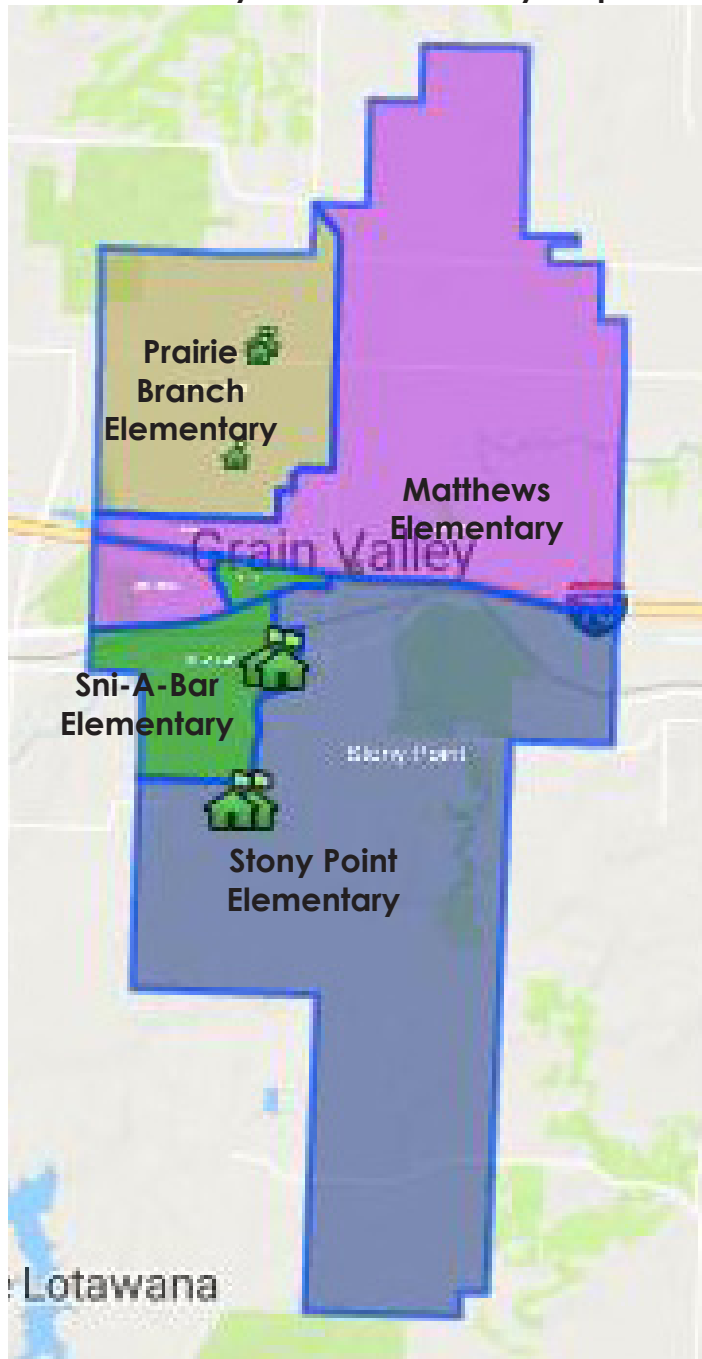 Prairie
Branch
Elementary
Matthews
Elementary
Grain Valley
Sni-A-Bar
Elementary
Stony Point
Stony Point
Elementary
Lotawana